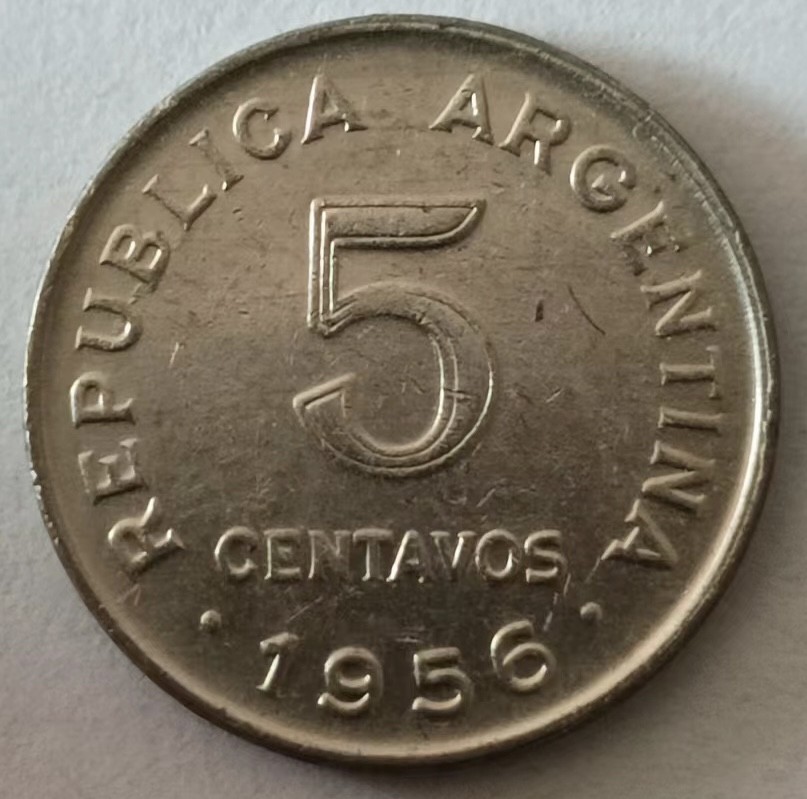 REPUBLICA ARGENTINA
5
CENTAVOS
• 1956 •